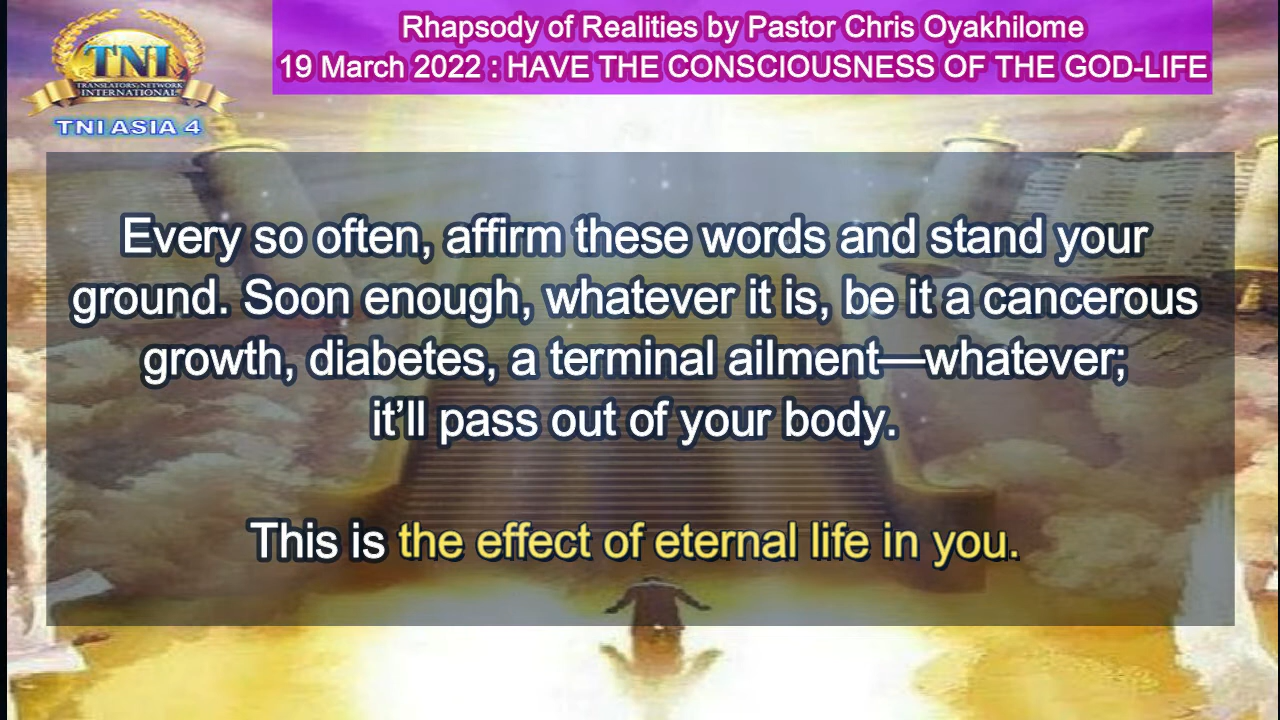 Rhapsody of Realities by Pastor Chris Oyakhilome
19 March 2022 : HAVE THE CONSCIOUSNESS OF THE GOD-LIFE
TNI
TRANSLATORS' NETWORK
INTERNATIONAL
TNI ASIA 4
Every so often, affirm these words and stand your
ground. Soon enough, whatever it is, be it a cancerous
growth, diabetes, a terminal ailment—whatever;
it’ll pass out of your body.
This is the effect of eternal life in you.